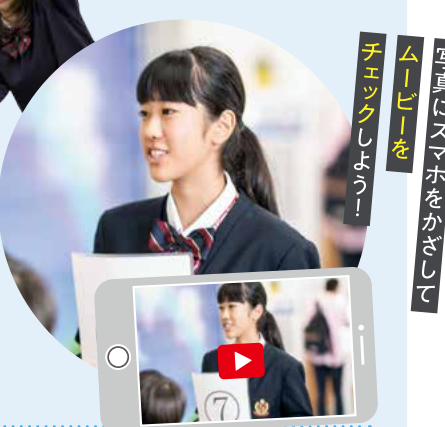 写真にスマホをかざして
ムービーを
チェックしよう！
⑦